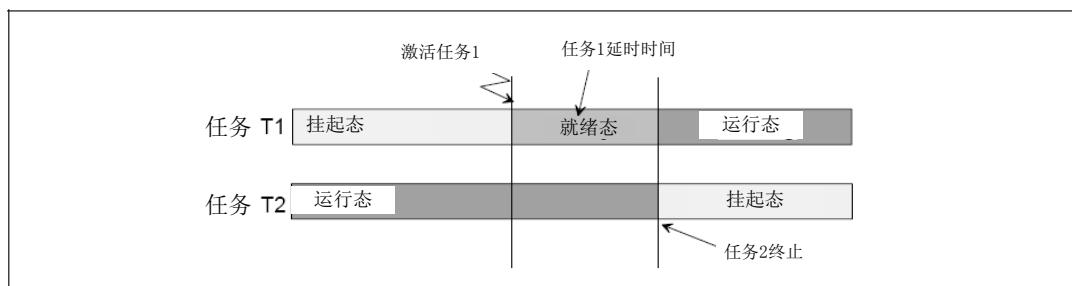 激活任务1
任务1延时时间
任务 T1
挂起态
就绪态
运行态
任务 T2
运行态
挂起态
任务2终止